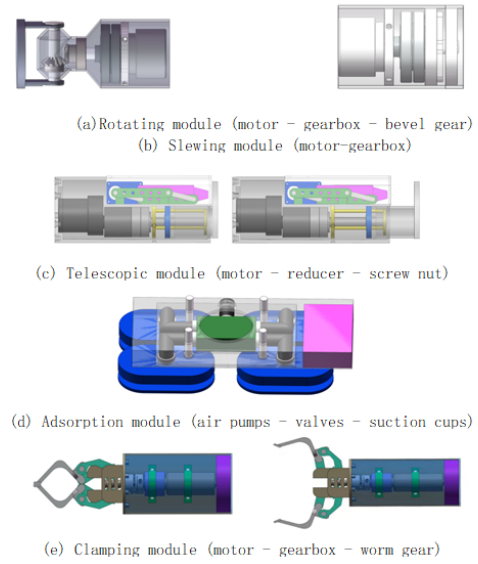 (a)Rotating module (motor - gearbox - bevel gear)
(b) Slewing module (motor-gearbox)
(c) Telescopic module (motor - reducer - screw nut)
(d) Adsorption module (air pumps - valves - suction cups)
(e) Clamping module (motor - gearbox - worm gear)